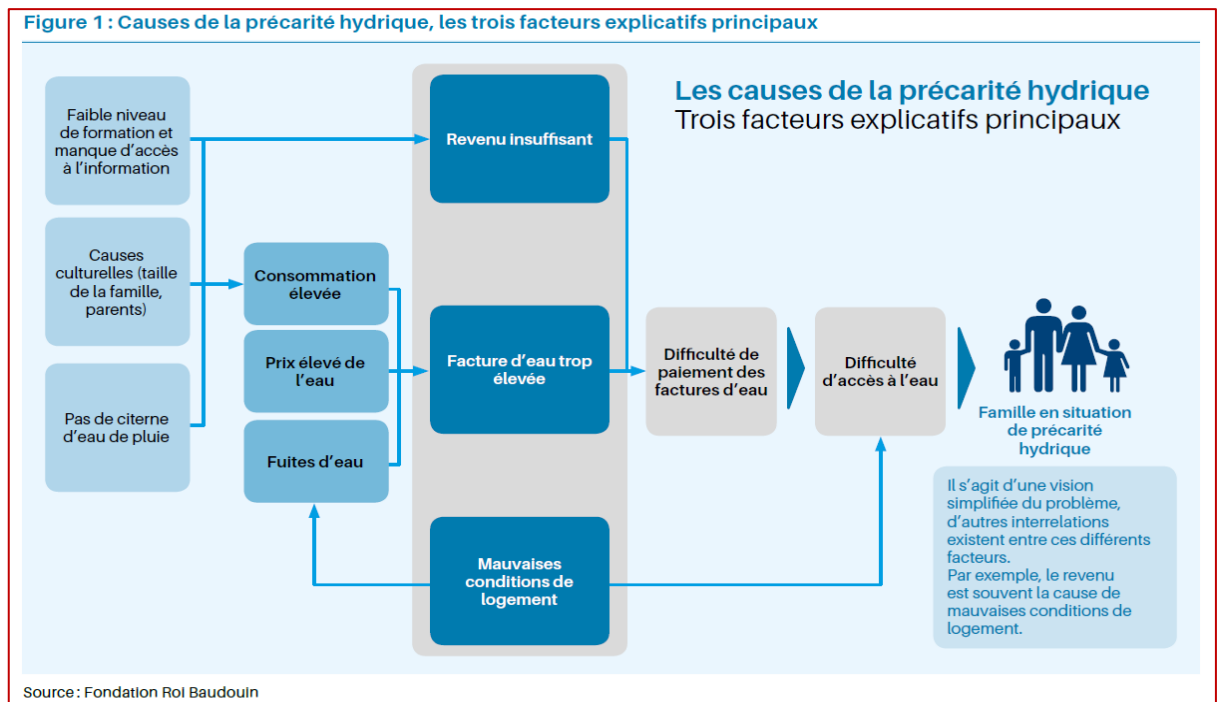 Figure 1 : Causes de la précarité hydrique, les trois facteurs explicatifs principaux
Les causes de la précarité hydrique
Trois facteurs explicatifs principaux
Faible niveau
de formation et
manque d'accès
à l'information
Causes
culturelles (taille
de la famille,
parents)
Pas de citerne
d'eau de pluie
Consommation
élevée
Prix élevé de
l'eau
Fuites d'eau
Revenu insuffisant
Facture d'eau trop
élevée
Mauvaises
conditions de
logement
Difficulté de
paiement des
factures d'eau
Difficulté
d'accès à l'eau
Famille en situation
de précarité
hydrique
Il s'agit d'une vision
simplifiée du problème,
d'autres interrelations
existent entre ces différents
facteurs.
Par exemple, le revenu
est souvent la cause de
mauvaises conditions de
logement.
Source : Fondation Roi Baudouin